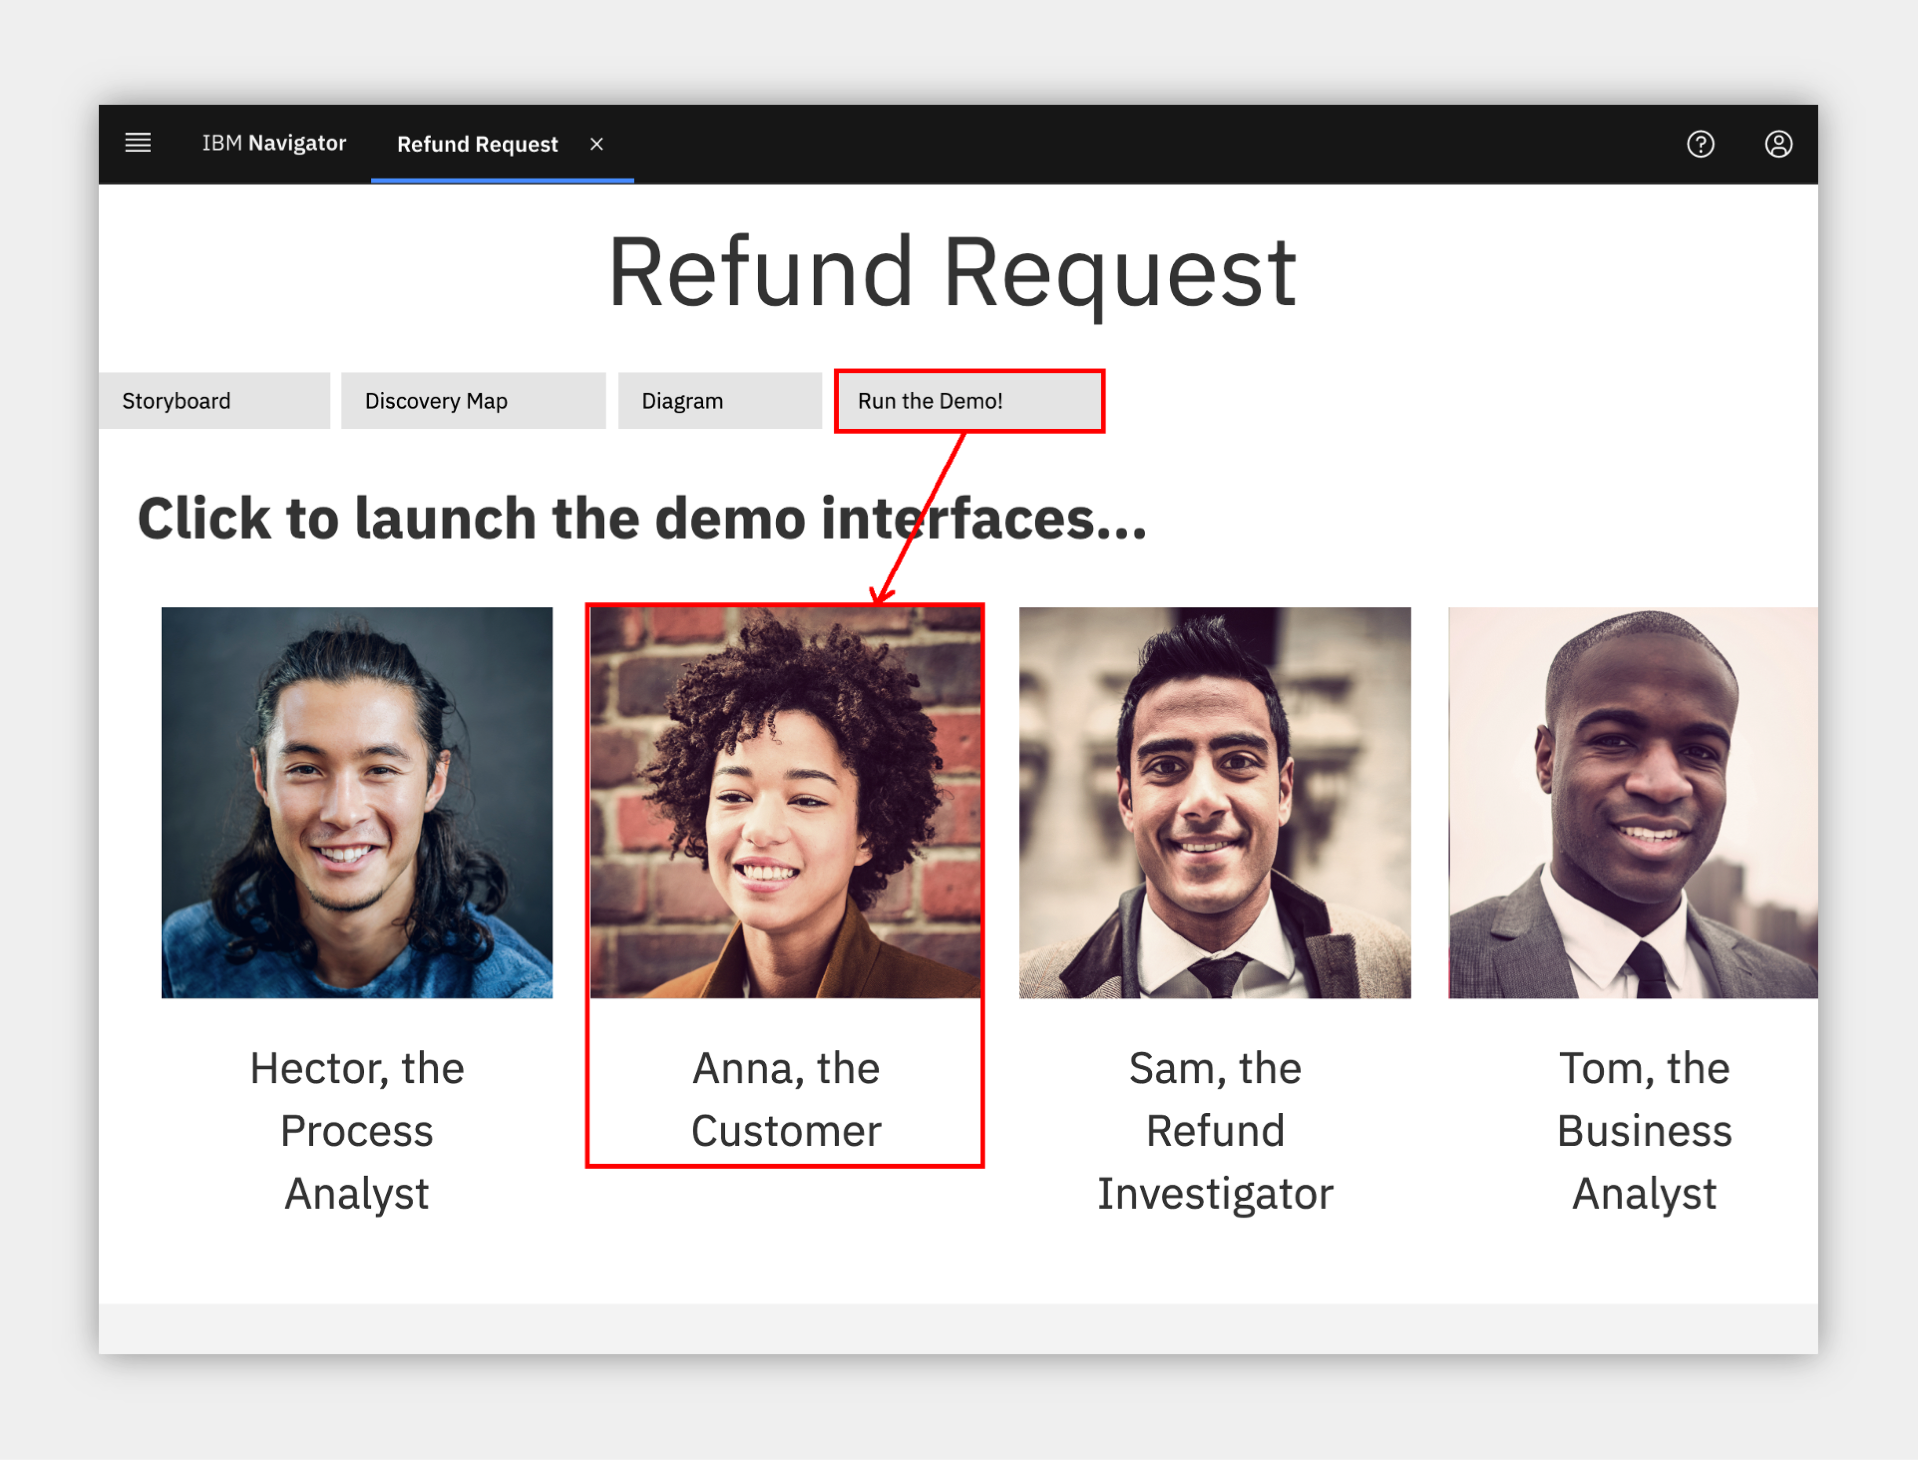 IBM Navigator
Refund Request
Refund Request
Storyboard
Discovery Map
Diagram
Run the Demo!
Click to launch the demo interfaces...
Hector, the
Process
Analyst
Anna, the
Customer
Sam, the
Refund
Investigator
Tom, the
Business
Analyst